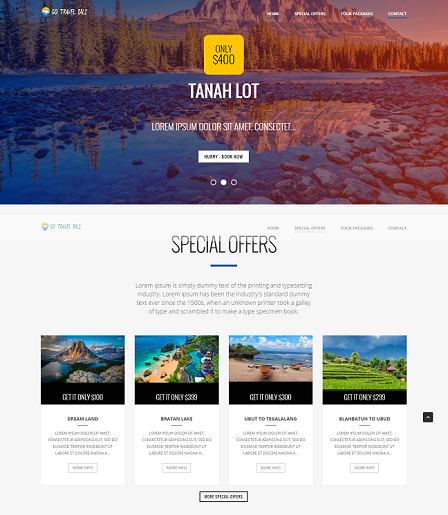 GO TRAVEL BALI
HOME SPECIAL OFFERS TOUR PACKAGES CONTACT
ONLY
$400
TANAH LOT
LOREM IPSUM DOLOR SIT AMET, CONSECTET...
HURRY - BOOK NOW
GO TRAVEL BALI
HOME SPECIAL OFFERS TOUR PACKAGES CONTACT
SPECIAL OFFERS
Lorem Ipsum is simply dummy text of the printing and typesetting
industry. Lorem Ipsum has been the industry's standard dummy
text ever since the 1500s, when an unknown printer took a galley
of type and scrambled it to make a type specimen book.
GET IT ONLY $100
GET IT ONLY $399
GET IT ONLY $300
GET IT ONLY $299
DREAM LAND
BRATAN LAKE
UBUT TO TEGALALANG
BLAHBATUH TO UBUD
LOREM IPSUM DOLOR SIT AMET,
CONSECTETUR ADIPISICING ELIT, SED DO
EIUSMOD TEMPOR INCIDIDUNT UT
LABORE ET DOLORE MAGNA A...
LOREM IPSUM DOLOR SIT AMET,
CONSECTETUR ADIPISICING ELIT, SED DO
EIUSMOD TEMPOR INCIDIDUNT UT
LABORE ET DOLORE MAGNA A...
LOREM IPSUM DOLOR SIT AMET,
CONSECTETUR ADIPISICING ELIT, SED DO
EIUSMOD TEMPOR INCIDIDUNT UT
LABORE ET DOLORE MAGNA A...
LOREM IPSUM DOLOR SIT AMET,
CONSECTETUR ADIPISICING ELIT, SED DO
EIUSMOD TEMPOR INCIDIDUNT UT
LABORE ET DOLORE MAGNA A...
MORE INFO
MORE INFO
MORE INFO
MORE INFO
MORE SPECIAL OFFERS